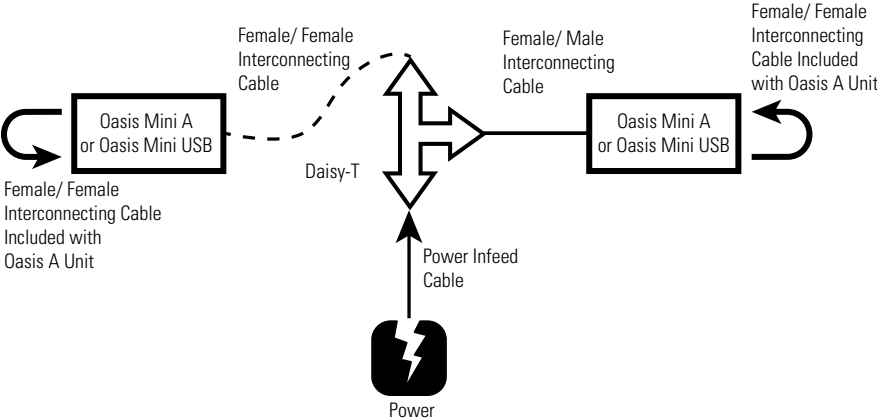 Female/ Female
Interconnecting
Cable
Female/ Male
Interconnecting
Cable
Female/ Female
Interconnecting
Cable Included
with Oasis A Unit
Oasis Mini A
or Oasis Mini USB
Oasis Mini A
or Oasis Mini USB
Daisy-T
Female/ Female
Interconnecting Cable
Included with
Oasis A Unit
Power Infeed
Cable
Power